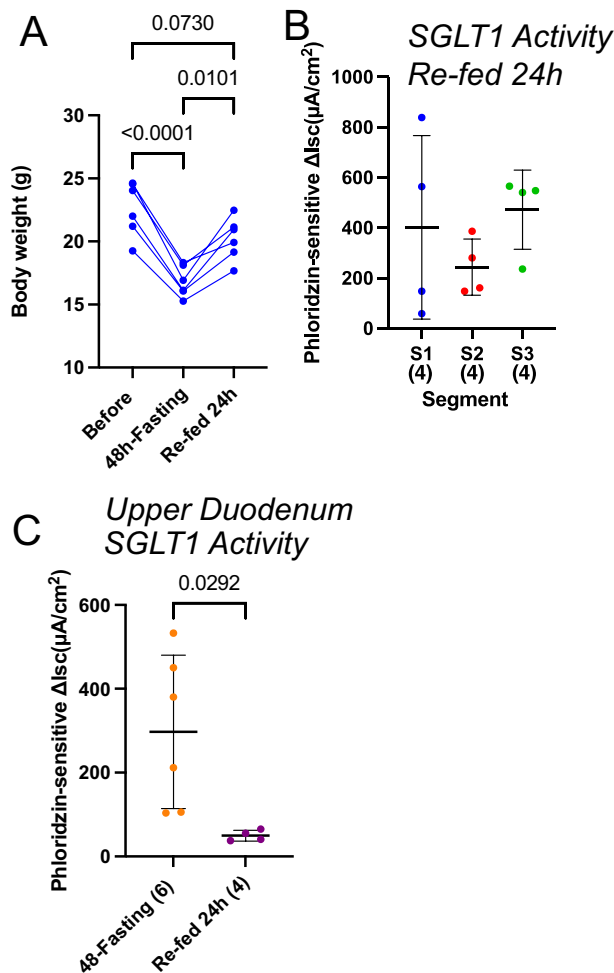 A
0.0730
0.0101
<0.0001
Body weight (g)
25
20
15
10
Before
48h-Fasting
Re-fed 24h
B
SGLT1 Activity
Re-fed 24h
Phloridzin-sensitive ΔIsc(µA/cm²)
1000
800
600
400
200
0
S1 S2 S3
(4) (4) (4)
Segment
C
Upper Duodenum
SGLT1 Activity
0.0292
Phloridzin-sensitive ΔIsc(µA/cm²)
600
400
200
0
48-Fasting (6)
Re-fed 24h (4)